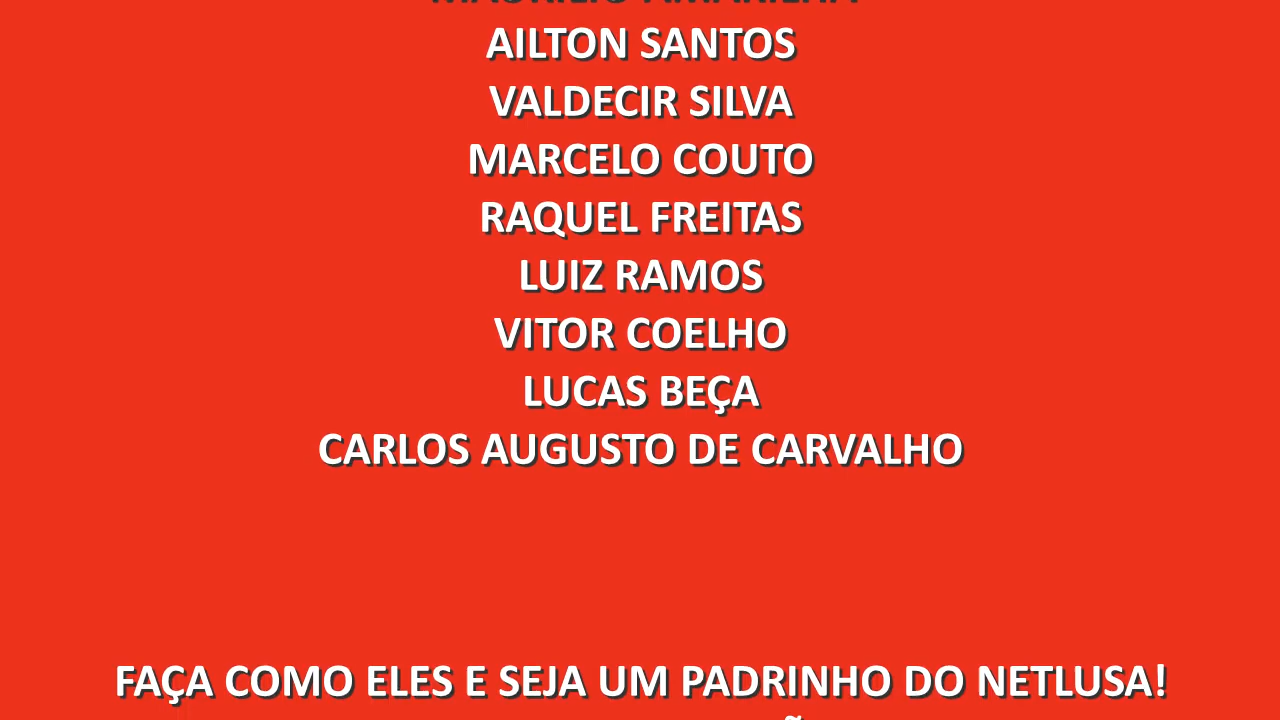 AILTON SANTOS
VALDECIR SILVA
MARCELO COUTO
RAQUEL FREITAS
LUIZ RAMOS
VITOR COELHO
LUCAS BEÇA
CARLOS AUGUSTO DE CARVALHO
FAÇA COMO ELES E SEJA UM PADRINHO DO NETLUSA!